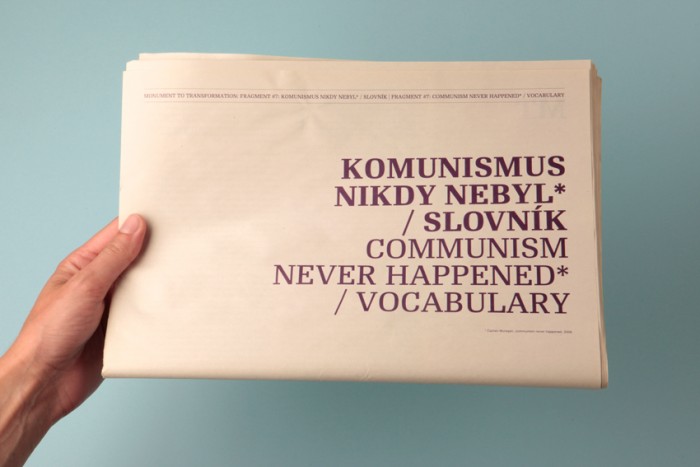 MONUMENT TO TRANSFORMATION: FRAGMENT #7: KOMUNISMUS NIKDY NEBYL* / SLOVNÍK / FRAGMENT #7: COMMUNISM NEVER HAPPENED* / VOCABULARY
KOMUNISMUS
NIKDY NEBYL*
/ SLOVNÍK
COMMUNISM
NEVER HAPPENED*
/ VOCABULARY